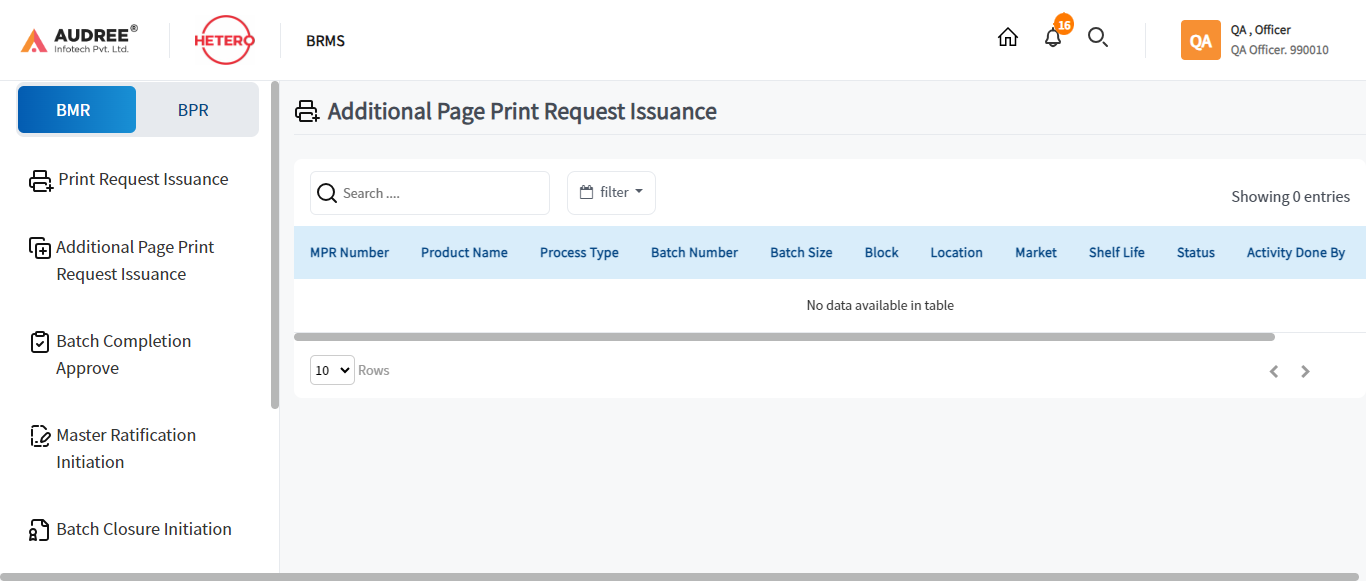 AUDREE®
Infotech Pvt. Ltd.
HETERO
BRMS
16
QA
QA , Officer
QA Officer. 990010
BMR
BPR
Print Request Issuance
Additional Page Print
Request Issuance
Batch Completion
Approve
Master Ratification
Initiation
Batch Closure Initiation
Additional Page Print Request Issuance
Search ....
filter
Showing 0 entries
MPR Number Product Name Process Type Batch Number Batch Size Block Location Market Shelf Life Status Activity Done By
No data available in table
10 Rows